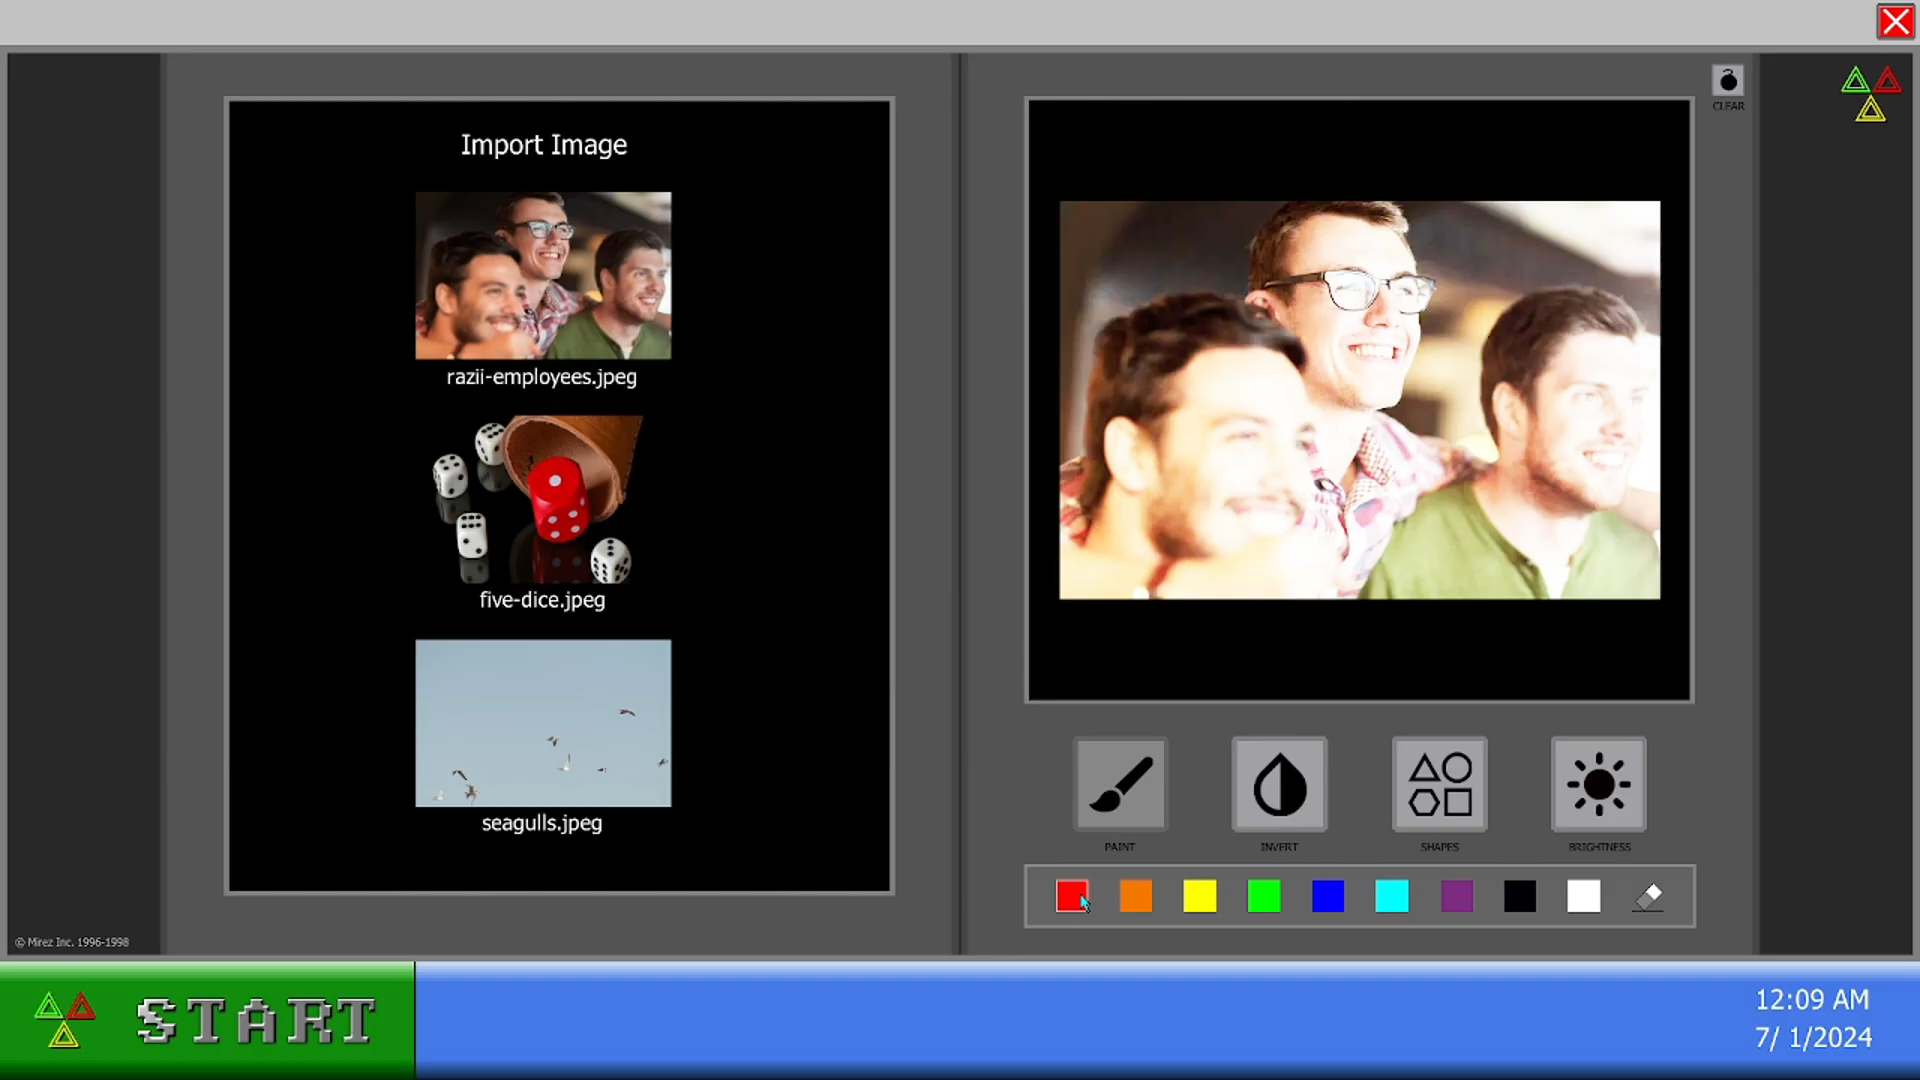 CLEAR
Import Image
razii-employees.jpeg
five-dice.jpeg
seagulls.jpeg
PAINT
INVERT
SHAPES
BRIGHTNESS
© Mirez Inc. 1996-1998
START
12:09 AM
7/ 1/2024